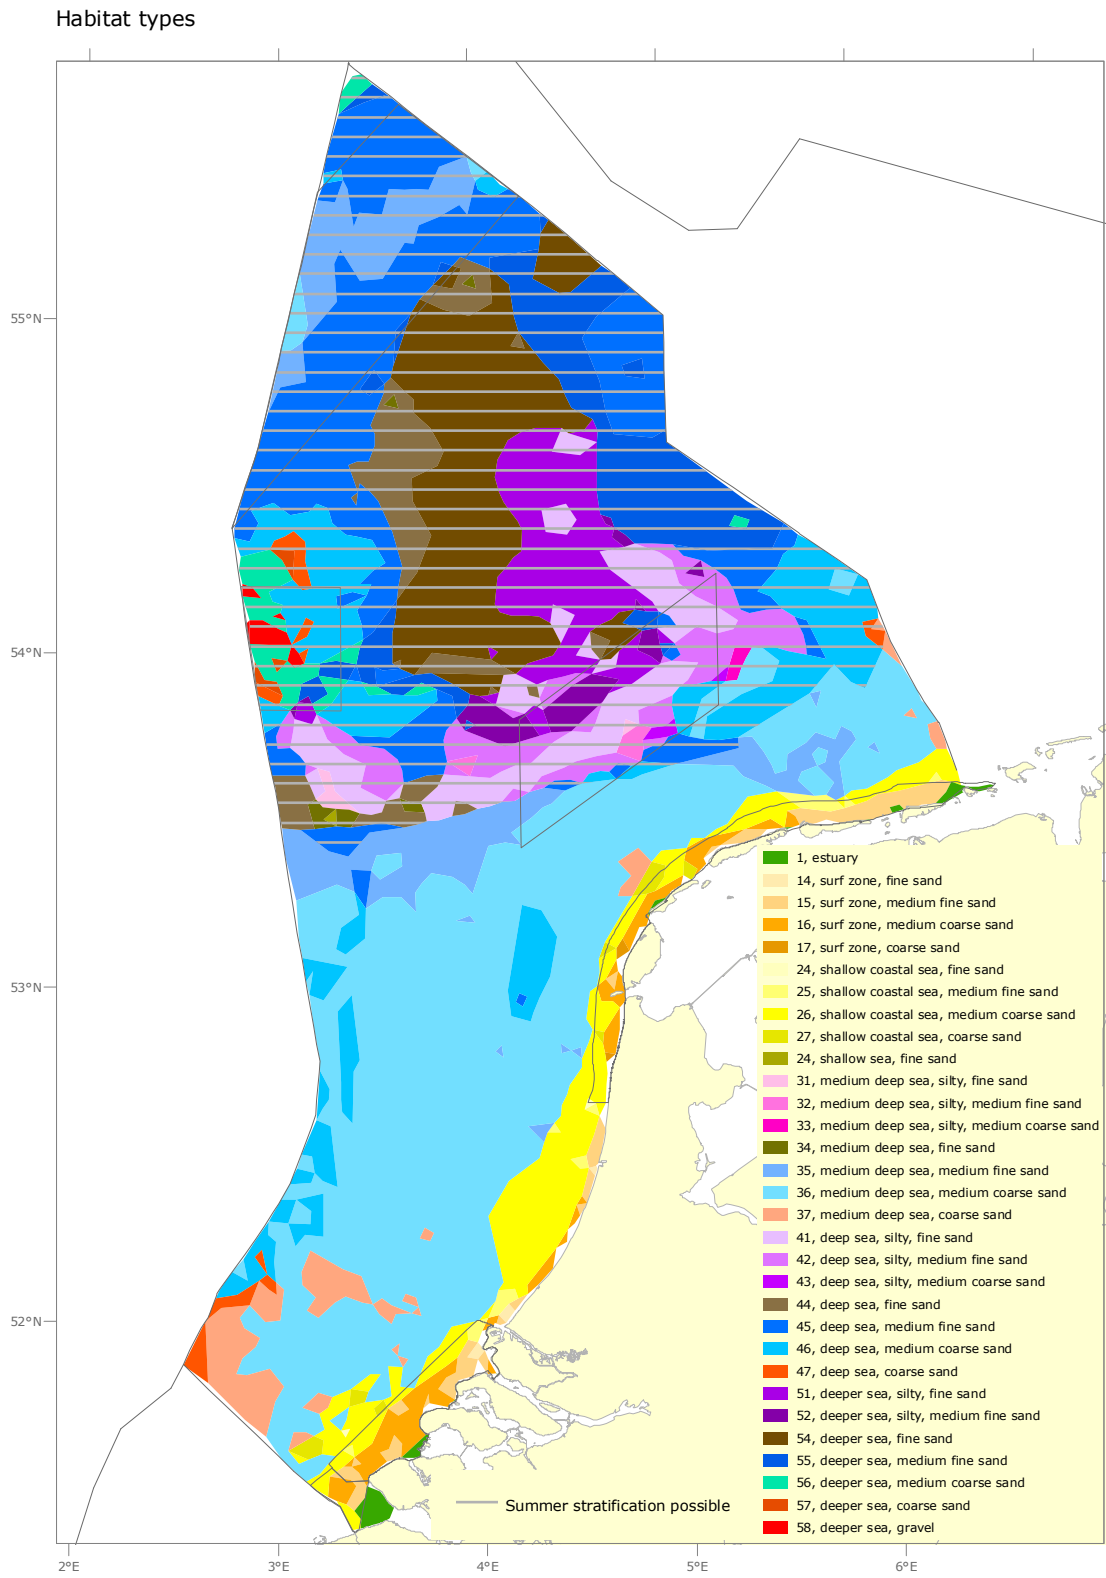 Habitat types
55°N
54°N
53°N
52°N
1, estuary
14, surf zone, fine sand
15, surf zone, medium fine sand
16, surf zone, medium coarse sand
17, surf zone, coarse sand
24, shallow coastal sea, fine sand
25, shallow coastal sea, medium fine sand
26, shallow coastal sea, medium coarse sand
27, shallow coastal sea, coarse sand
24, shallow sea, fine sand
31, medium deep sea, silty, fine sand
32, medium deep sea, silty, medium fine sand
33, medium deep sea, silty, medium coarse sand
34, medium deep sea, fine sand
35, medium deep sea, medium fine sand
36, medium deep sea, medium coarse sand
37, medium deep sea, coarse sand
41, deep sea, silty, fine sand
42, deep sea, silty, medium fine sand
43, deep sea, silty, medium coarse sand
44, deep sea, fine sand
45, deep sea, medium fine sand
46, deep sea, medium coarse sand
47, deep sea, coarse sand
51, deeper sea, silty, fine sand
52, deeper sea, silty, medium fine sand
54, deeper sea, fine sand
55, deeper sea, medium fine sand
56, deeper sea, medium coarse sand
57, deeper sea, coarse sand
58, deeper sea, gravel
Summer stratification possible
2°E 3°E 4°E 5°E 6°E